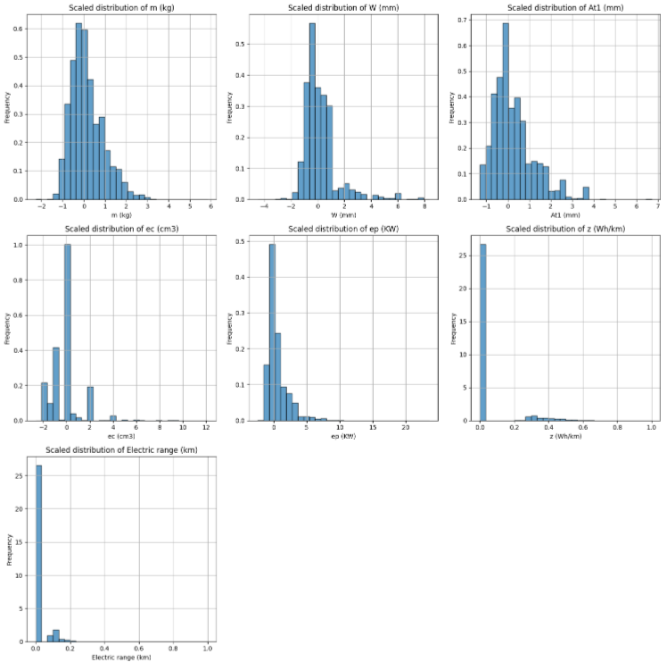 Scaled distribution of m (kg)
Frequency
0.6
0.5
0.4
0.3
0.2
0.1
0.0
−2 −1 0 1 2 3 4 5 6
m (kg)
Scaled distribution of W (mm)
Frequency
0.5
0.4
0.3
0.2
0.1
0.0
−4 −2 0 2 4 6 8
W (mm)
Scaled distribution of At1 (mm)
Frequency
0.7
0.6
0.5
0.4
0.3
0.2
0.1
0.0
−1 0 1 2 3 4 5 6 7
At1 (mm)
Scaled distribution of ec (cm3)
Frequency
1.0
0.8
0.6
0.4
0.2
0.0
−2 0 2 4 6 8 10 12
ec (cm3)
Scaled distribution of ep (KW)
Frequency
0.5
0.4
0.3
0.2
0.1
0.0
0 5 10 15 20
ep (KW)
Scaled distribution of z (Wh/km)
Frequency
25
20
15
10
5
0
0.0 0.2 0.4 0.6 0.8 1.0
z (Wh/km)
Scaled distribution of Electric range (km)
Frequency
25
20
15
10
5
0
0.0 0.2 0.4 0.6 0.8 1.0
Electric range (km)